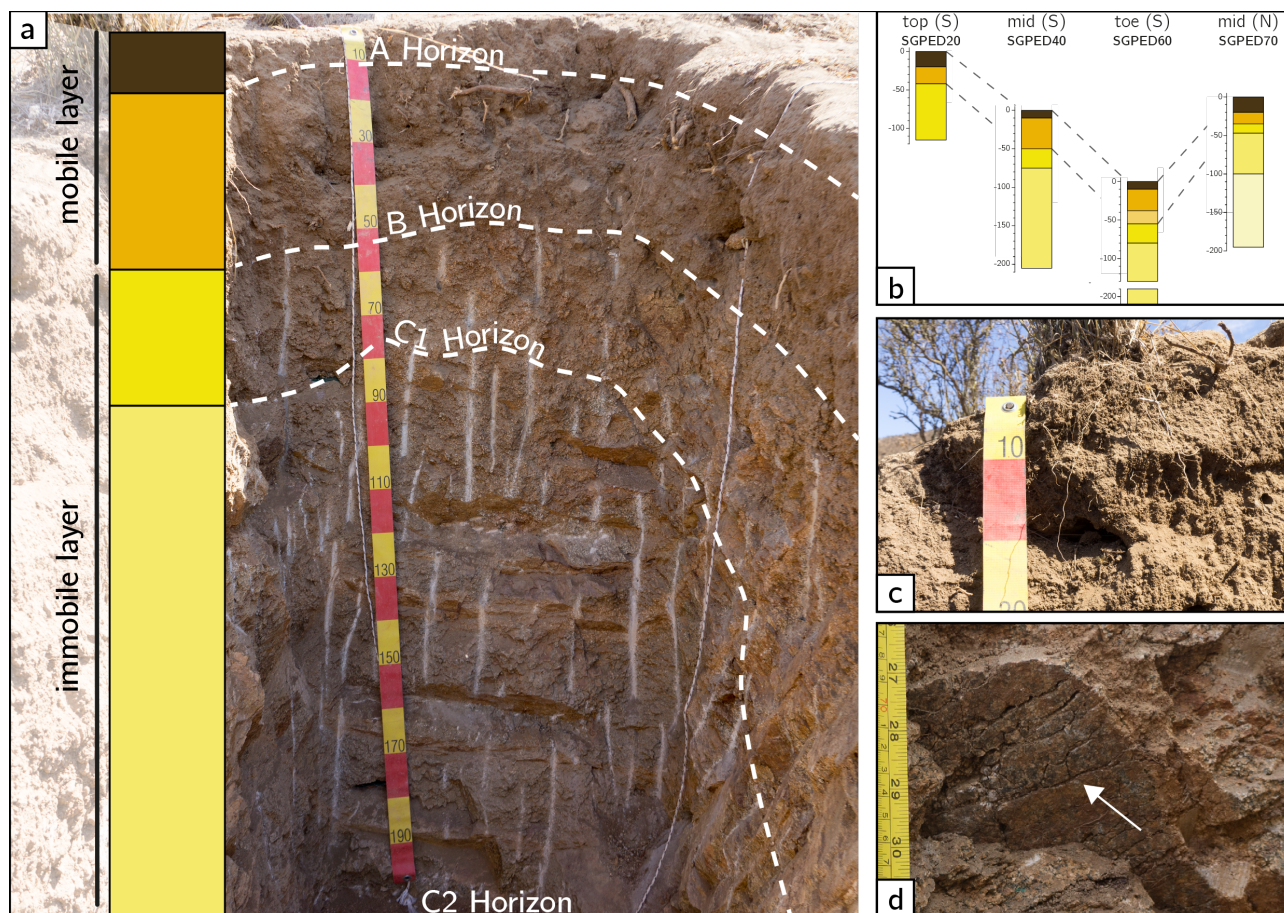 a
mobile layer
immobile layer
A Horizon
B Horizon
C1 Horizon
C2 Horizon
10
30
50
70
90
110
130
150
170
190
b
top (S)
SGPED20
mid (S)
SGPED40
toe (S)
SGPED60
mid (N)
SGPED70
0
-50
-100
0
-50
-100
-150
-200
0
-50
-100
-150
-200
0
-50
-100
-150
-200
c
10
20
d
27
28
29
30